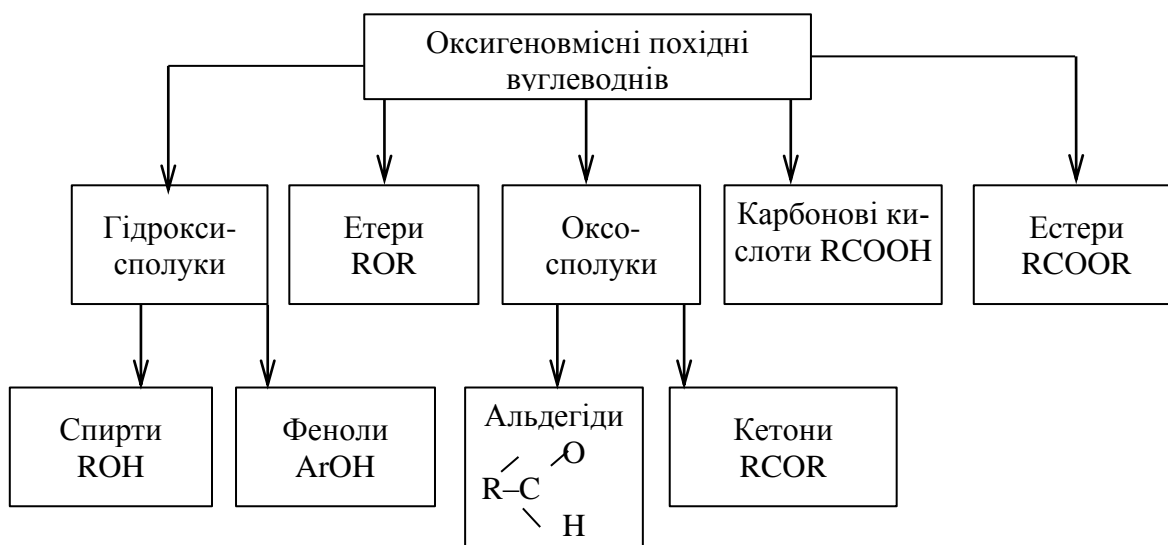 Оксигеновмісні похідні
вуглеводнів
Гідрокси-
сполуки
Етери
ROR
Оксо-
сполуки
Карбонові ки-
слоти RCOOH
Естери
RCOOR
Спирти
ROH
Феноли
ArOH
Альдегіди
O
R–C
H
Кетони
RCOR